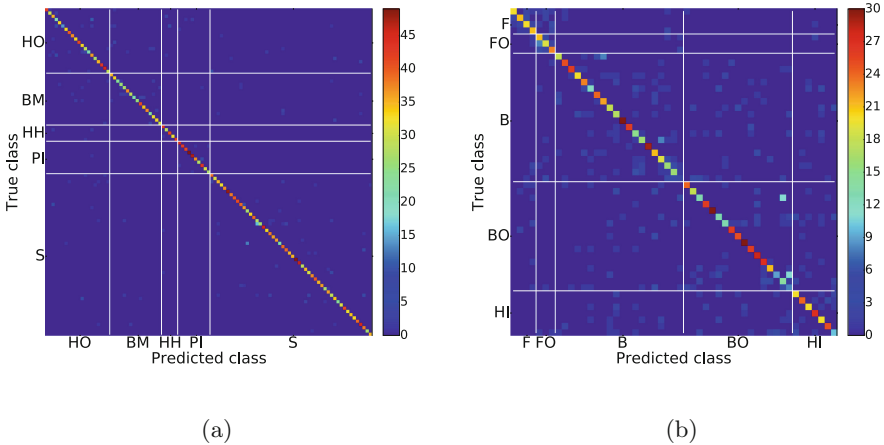 HO
BM
HH
PI
S
True class
HO BM HH PI S
Predicted class
45
40
35
30
25
20
15
10
5
0
(a)
F
FO
B
BO
HI
True class
F FO B BO HI
Predicted class
30
27
24
21
18
15
12
9
6
3
0
(b)